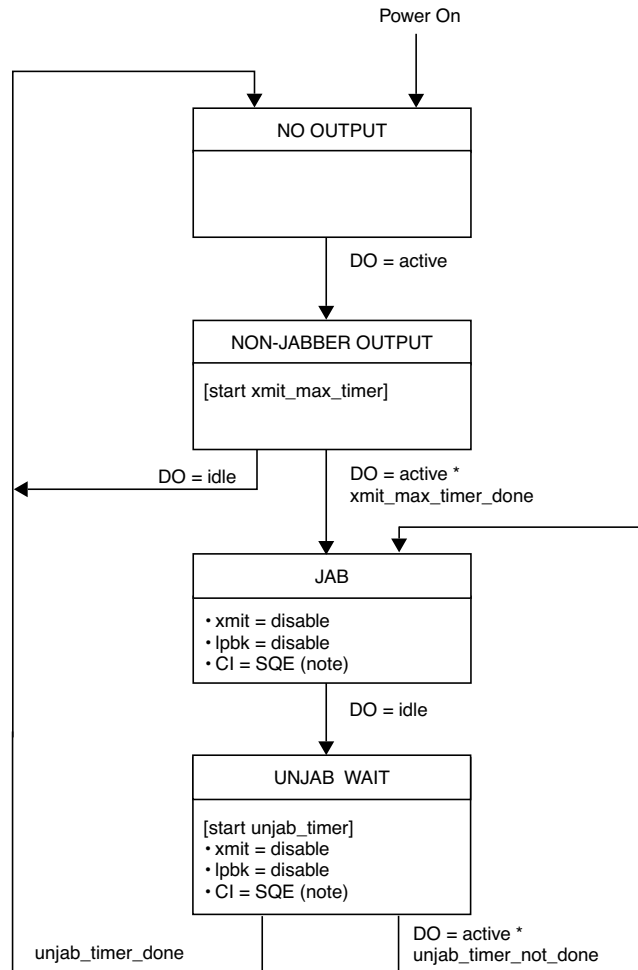 Power On
NO OUTPUT
DO = active
NON-JABBER OUTPUT
[start xmit_max_timer]
DO = idle
DO = active *
xmit_max_timer_done
JAB
• xmit = disable
• lpbk = disable
• CI = SQE (note)
DO = idle
UNJAB WAIT
[start unjab_timer]
• xmit = disable
• lpbk = disable
• CI = SQE (note)
unjab_timer_done
DO = active *
unjab_timer_not_done